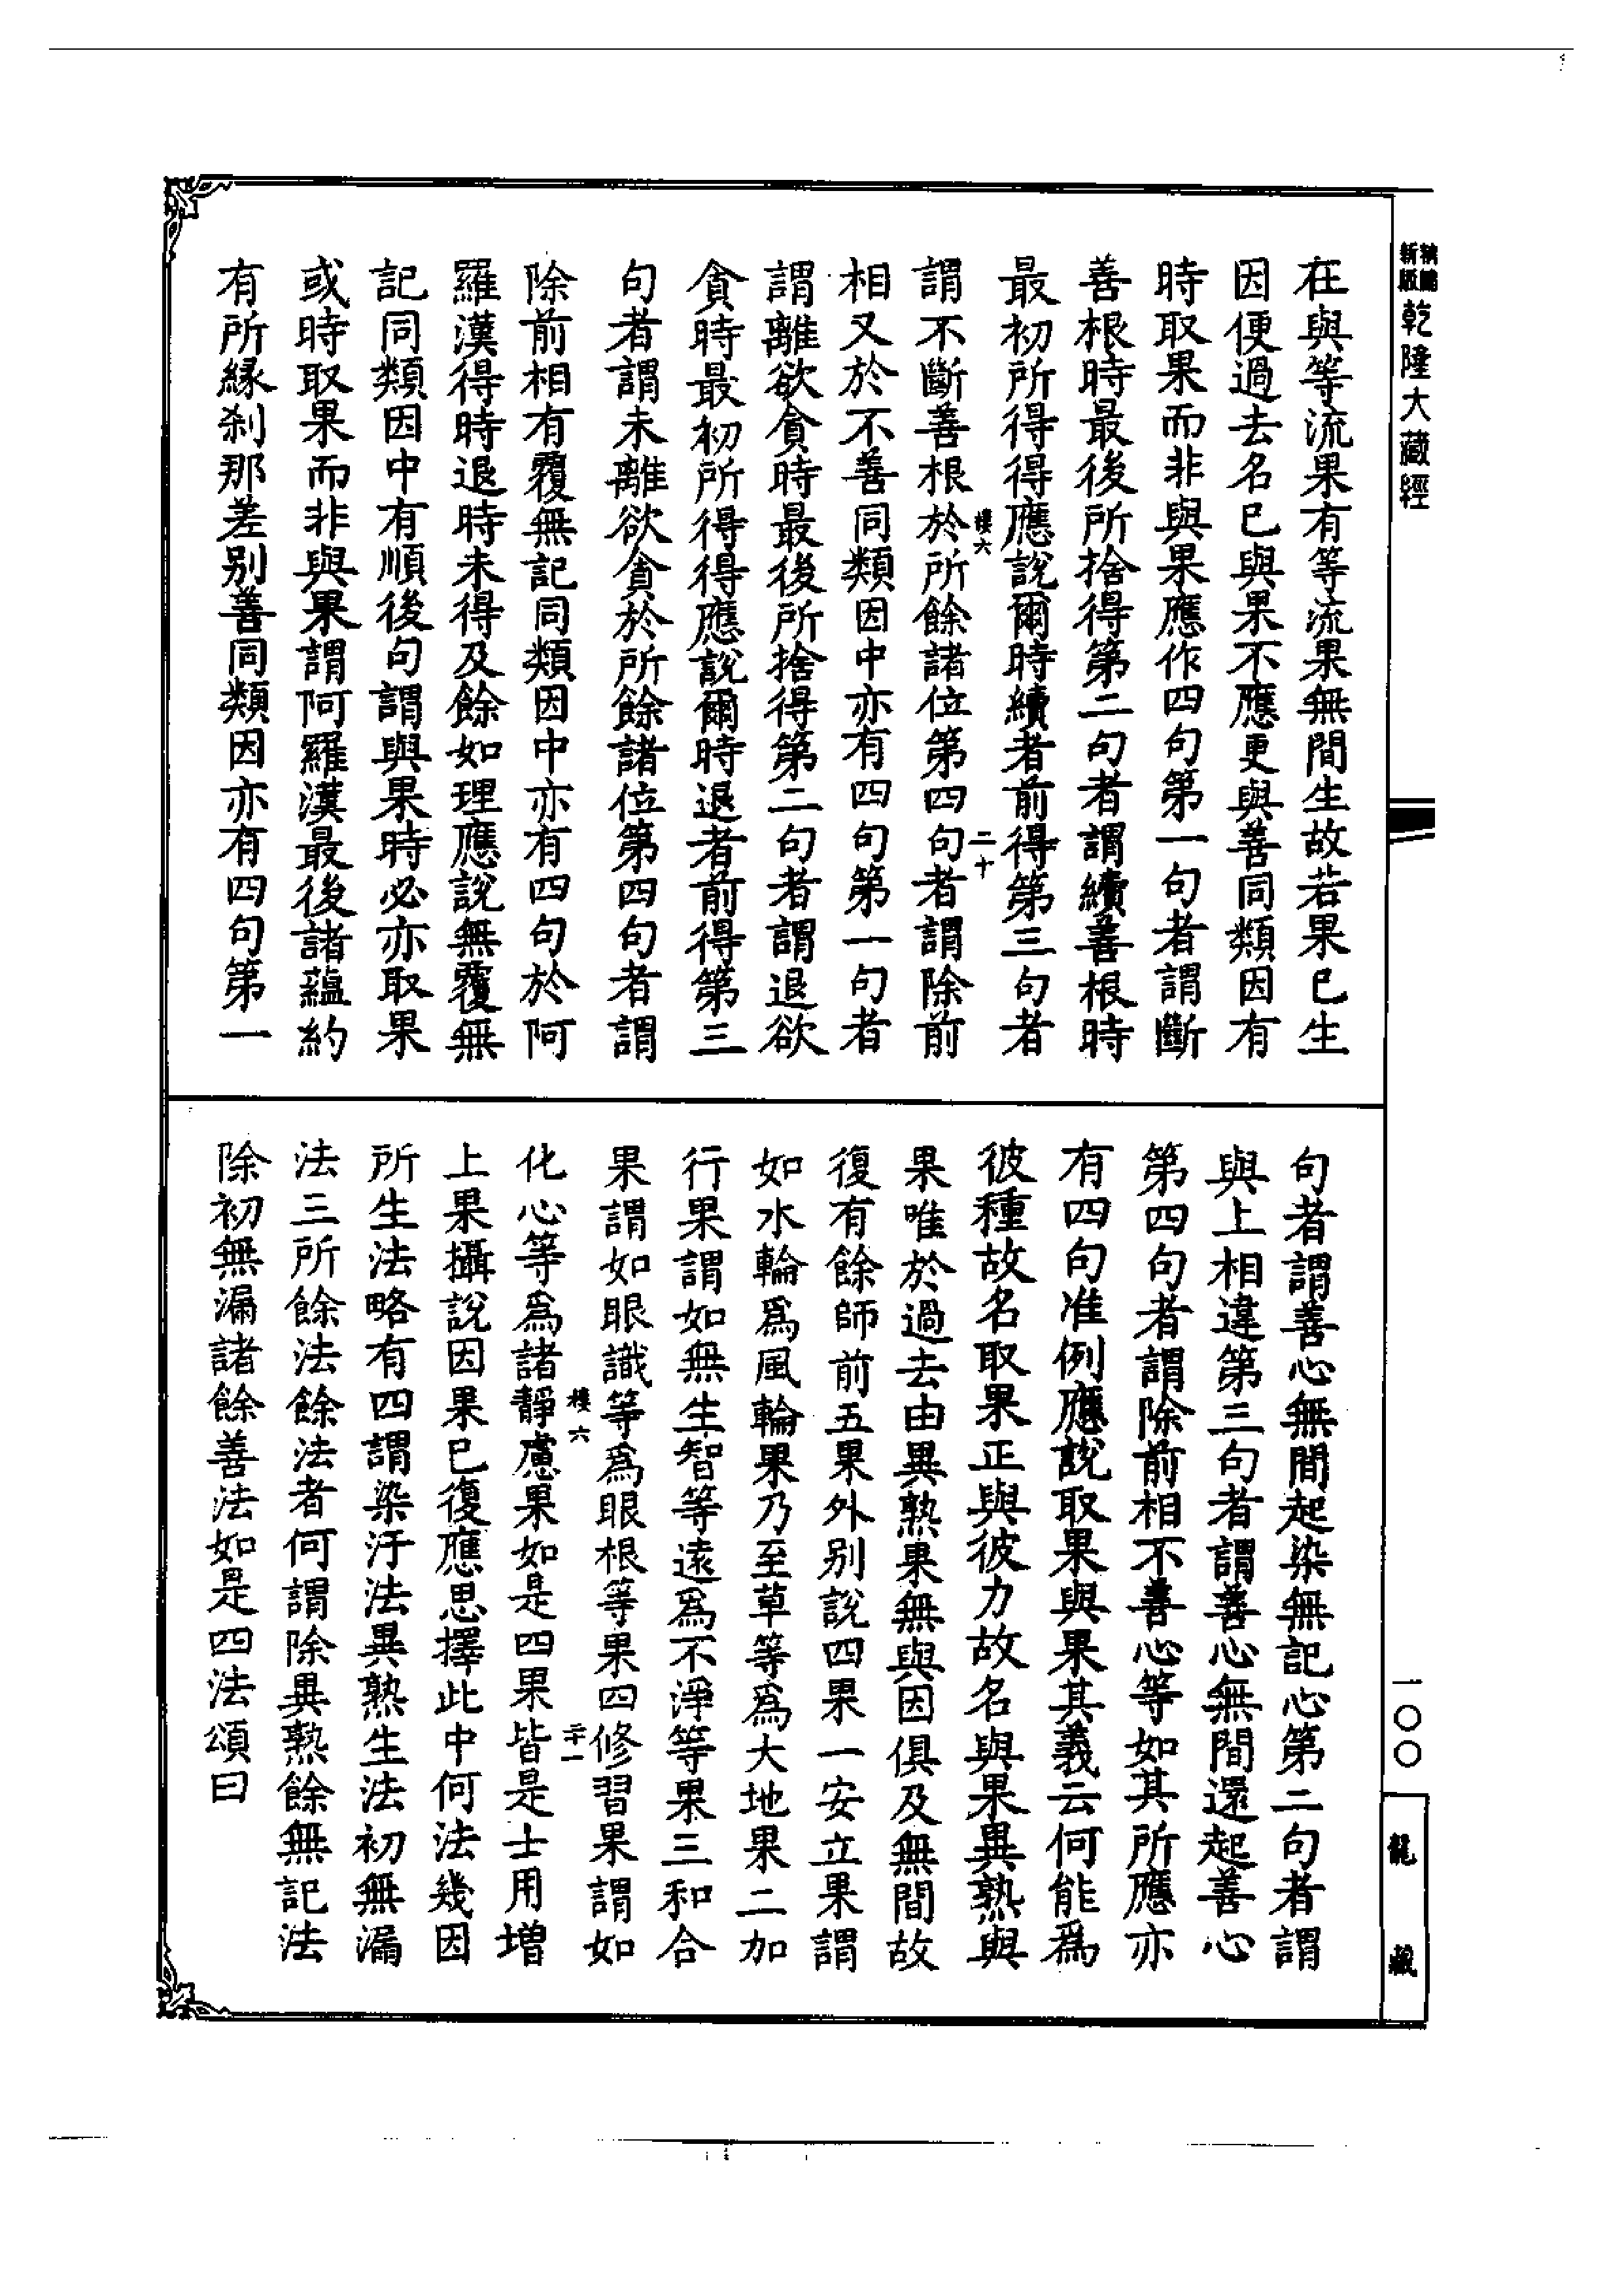 新版精編乾隆大藏經
在與等流果有等流果無間生故若果已生
因便過去名已與果不應更與善同類因有
時取果而非與果應作四句第一句者謂斷
善根時最後所捨得第二句者謂續善根時
最初所得得應說爾時續者前得第三句者
樓六 二十
謂不斷善根於所餘諸位第四句者謂除前
相又於不善同類因中亦有四句第一句者
謂離欲貪時最後所捨得第二句者謂退欲
貪時最初所得得應說爾時退者前得第三
句者謂未離欲貪於所餘諸位第四句者謂
除前相有覆無記同類因中亦有四句於阿
羅漢得時退時未得及餘如理應說無覆無
記同類因中有順後句謂與果時必亦取果
或時取果而非與果謂阿羅漢最後諸蘊約
有所緣剎那差別善同類因亦有四句第一
句者謂善心無間起染無記心第二句者謂
與上相違第三句者謂善心無間還起善心
第四句者謂除前相不善心等如其所應亦
有四句准例應說取果與果其義云何能為
彼種故名取果正與彼力故名與果異熟與
果唯於過去由異熟果無與因俱及無間故
復有餘師前五果外別說四果一安立果謂
如水輪為風輪果乃至草等為大地果二加
行果謂如無生智等遠為不淨等果三和合
果謂如眼識等為眼根等果四修習果謂如
樓六 二十一
化心等為諸靜慮果如是四果皆是士用增
上果攝說因果已復應思擇此中何法幾因
所生法略有四謂染汙法異熟生法初無漏
法三所餘法餘法者何謂除異熟餘無記法
除初無漏諸餘善法如是四法頌曰
一〇〇
龍藏